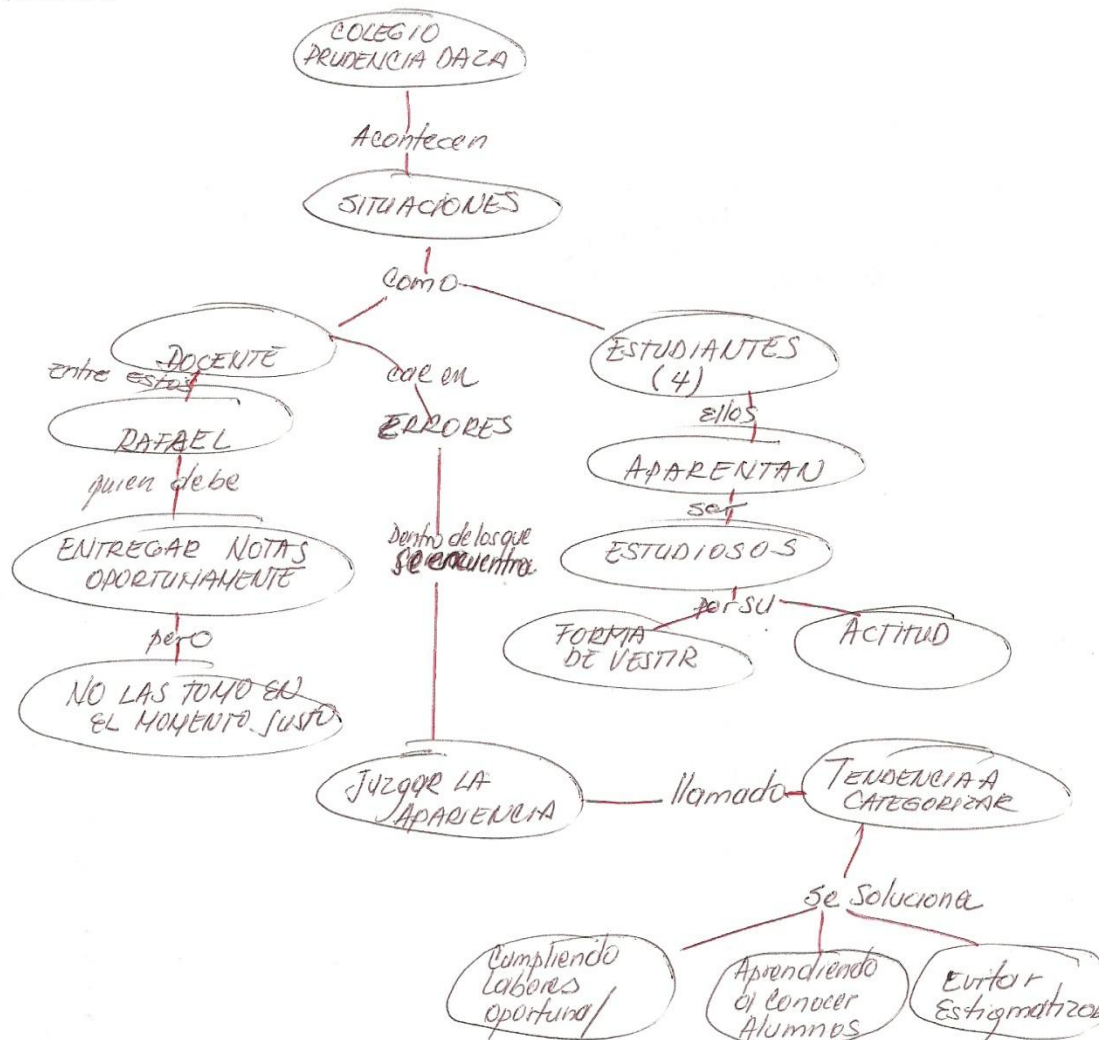 COLEGIO
PRUDENCIA DAZA
Acontecen
SITUACIONES
como
DOCENTE
entre estos
RAFAEL
quien debe
ENTREGAR NOTAS
OPORTUNAMENTE
pero
NO LAS TOMO EN
EL MOMENTO JUSTO
cae en
ERRORES
Dentro de los que
se encuentra
ESTUDIANTES
(4)
ellos
APARENTAN
ser
ESTUDIOSOS
por su
FORMA
DE VESTIR
ACTITUD
Juzgar LA
APARIENCIA
llamado
TENDENCIA A
CATEGORIZAR
se soluciona
Cumpliendo
labores
oportuna/
Aprendiendo
a Conocer
Alumnos
Evitar
Estigmatizar